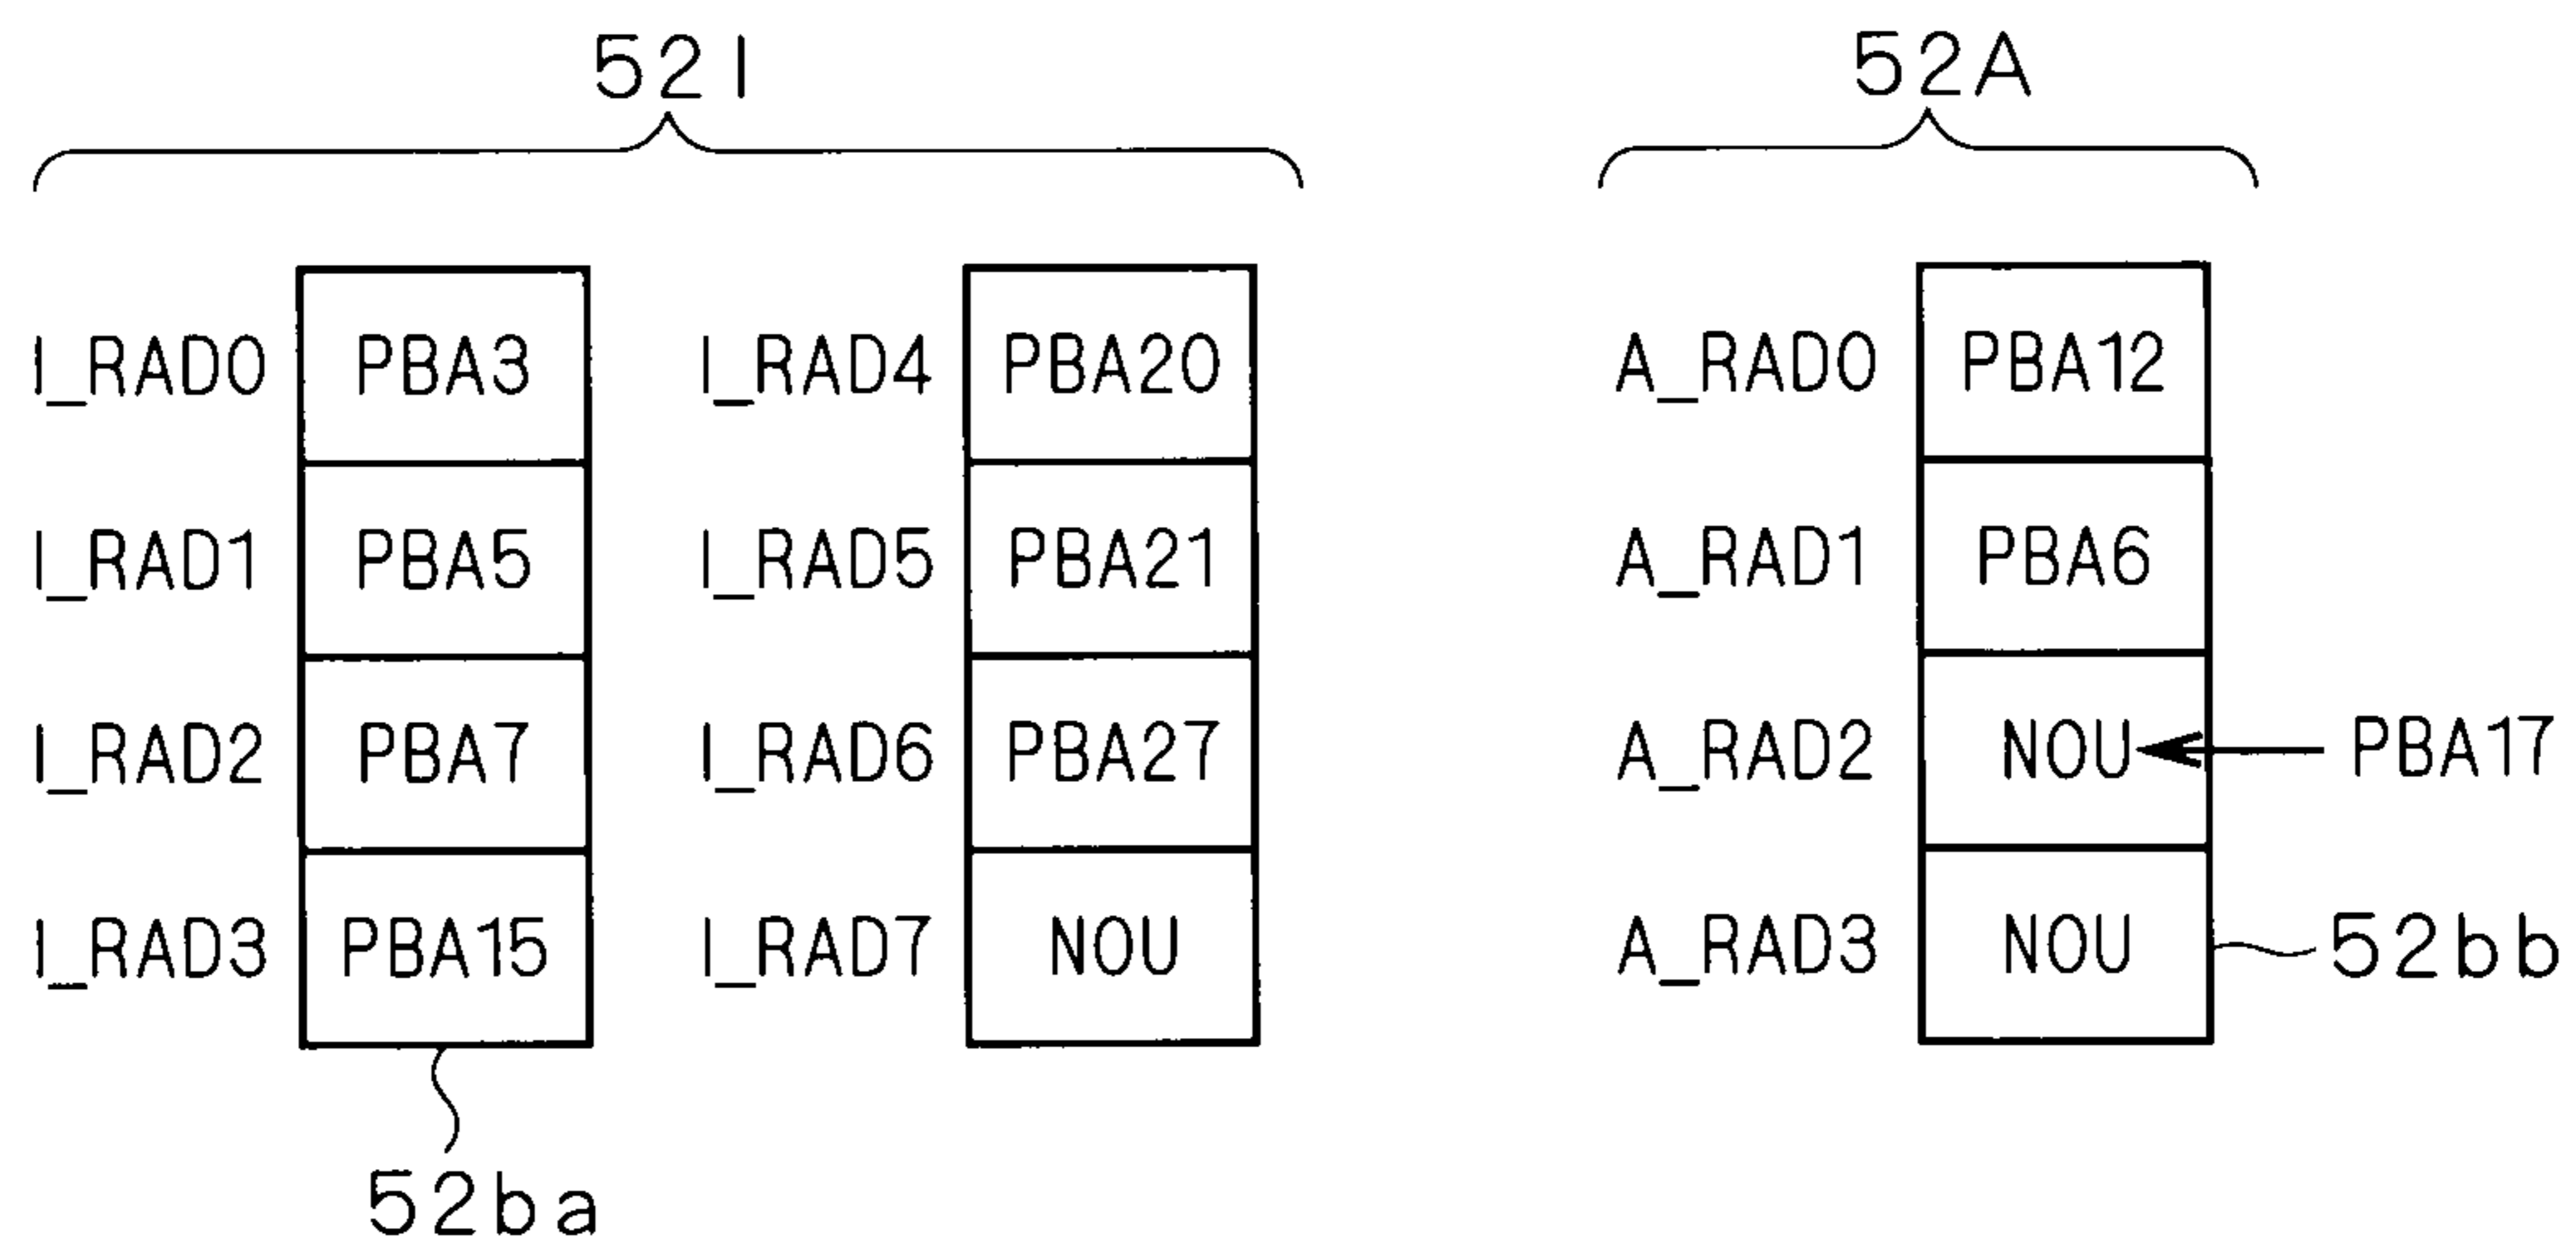 52I 52A
I_RAD0 PBA3 I_RAD4 PBA20 A_RAD0 PBA12
I_RAD1 PBA5 I_RAD5 PBA21 A_RAD1 PBA6
I_RAD2 PBA7 I_RAD6 PBA27 A_RAD2 NOU PBA17
I_RAD3 PBA15 I_RAD7 NOU A_RAD3 NOU 52bb
52ba